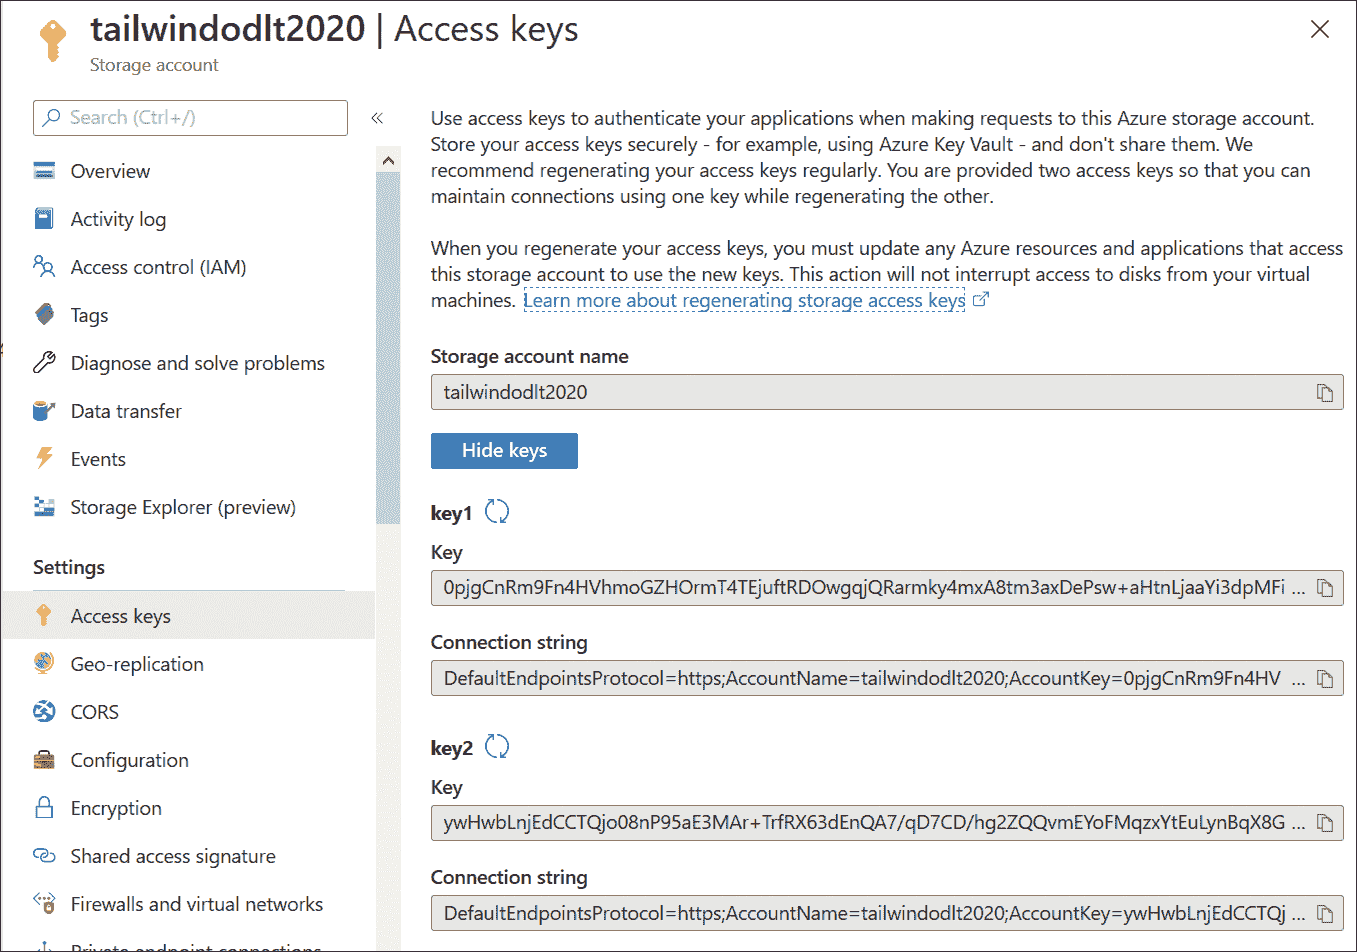 tailwindodlt2020 | Access keys
Storage account
Search (Ctrl+/)
Overview
Activity log
Access control (IAM)
Tags
Diagnose and solve problems
Data transfer
Events
Storage Explorer (preview)
Settings
Access keys
Geo-replication
CORS
Configuration
Encryption
Shared access signature
Firewalls and virtual networks
Private endpoint connections
Use access keys to authenticate your applications when making requests to this Azure storage account.
Store your access keys securely - for example, using Azure Key Vault - and don't share them. We
recommend regenerating your access keys regularly. You are provided two access keys so that you can
maintain connections using one key while regenerating the other.
When you regenerate your access keys, you must update any Azure resources and applications that access
this storage account to use the new keys. This action will not interrupt access to disks from your virtual
machines. Learn more about regenerating storage access keys
Storage account name
tailwindodlt2020
Hide keys
key1
Key
0pjgCnRm9Fn4HVhmoGZHOrmT4TEjuftRDOwgqjQRarmky4mxA8tm3axDePsw+aHtnLjaaYi3dpMFi ...
Connection string
DefaultEndpointsProtocol=https;AccountName=tailwindodlt2020;AccountKey=0pjgCnRm9Fn4HV ...
key2
Key
ywHwbLnjEdCCTQjo08nP95aE3MAr+TrfRX63dEnQA7/qD7CD/hg2ZQQvmEYoFMqzxYtEuLynBqX8G ...
Connection string
DefaultEndpointsProtocol=https;AccountName=tailwindodlt2020;AccountKey=ywHwbLnjEdCCTQj ...